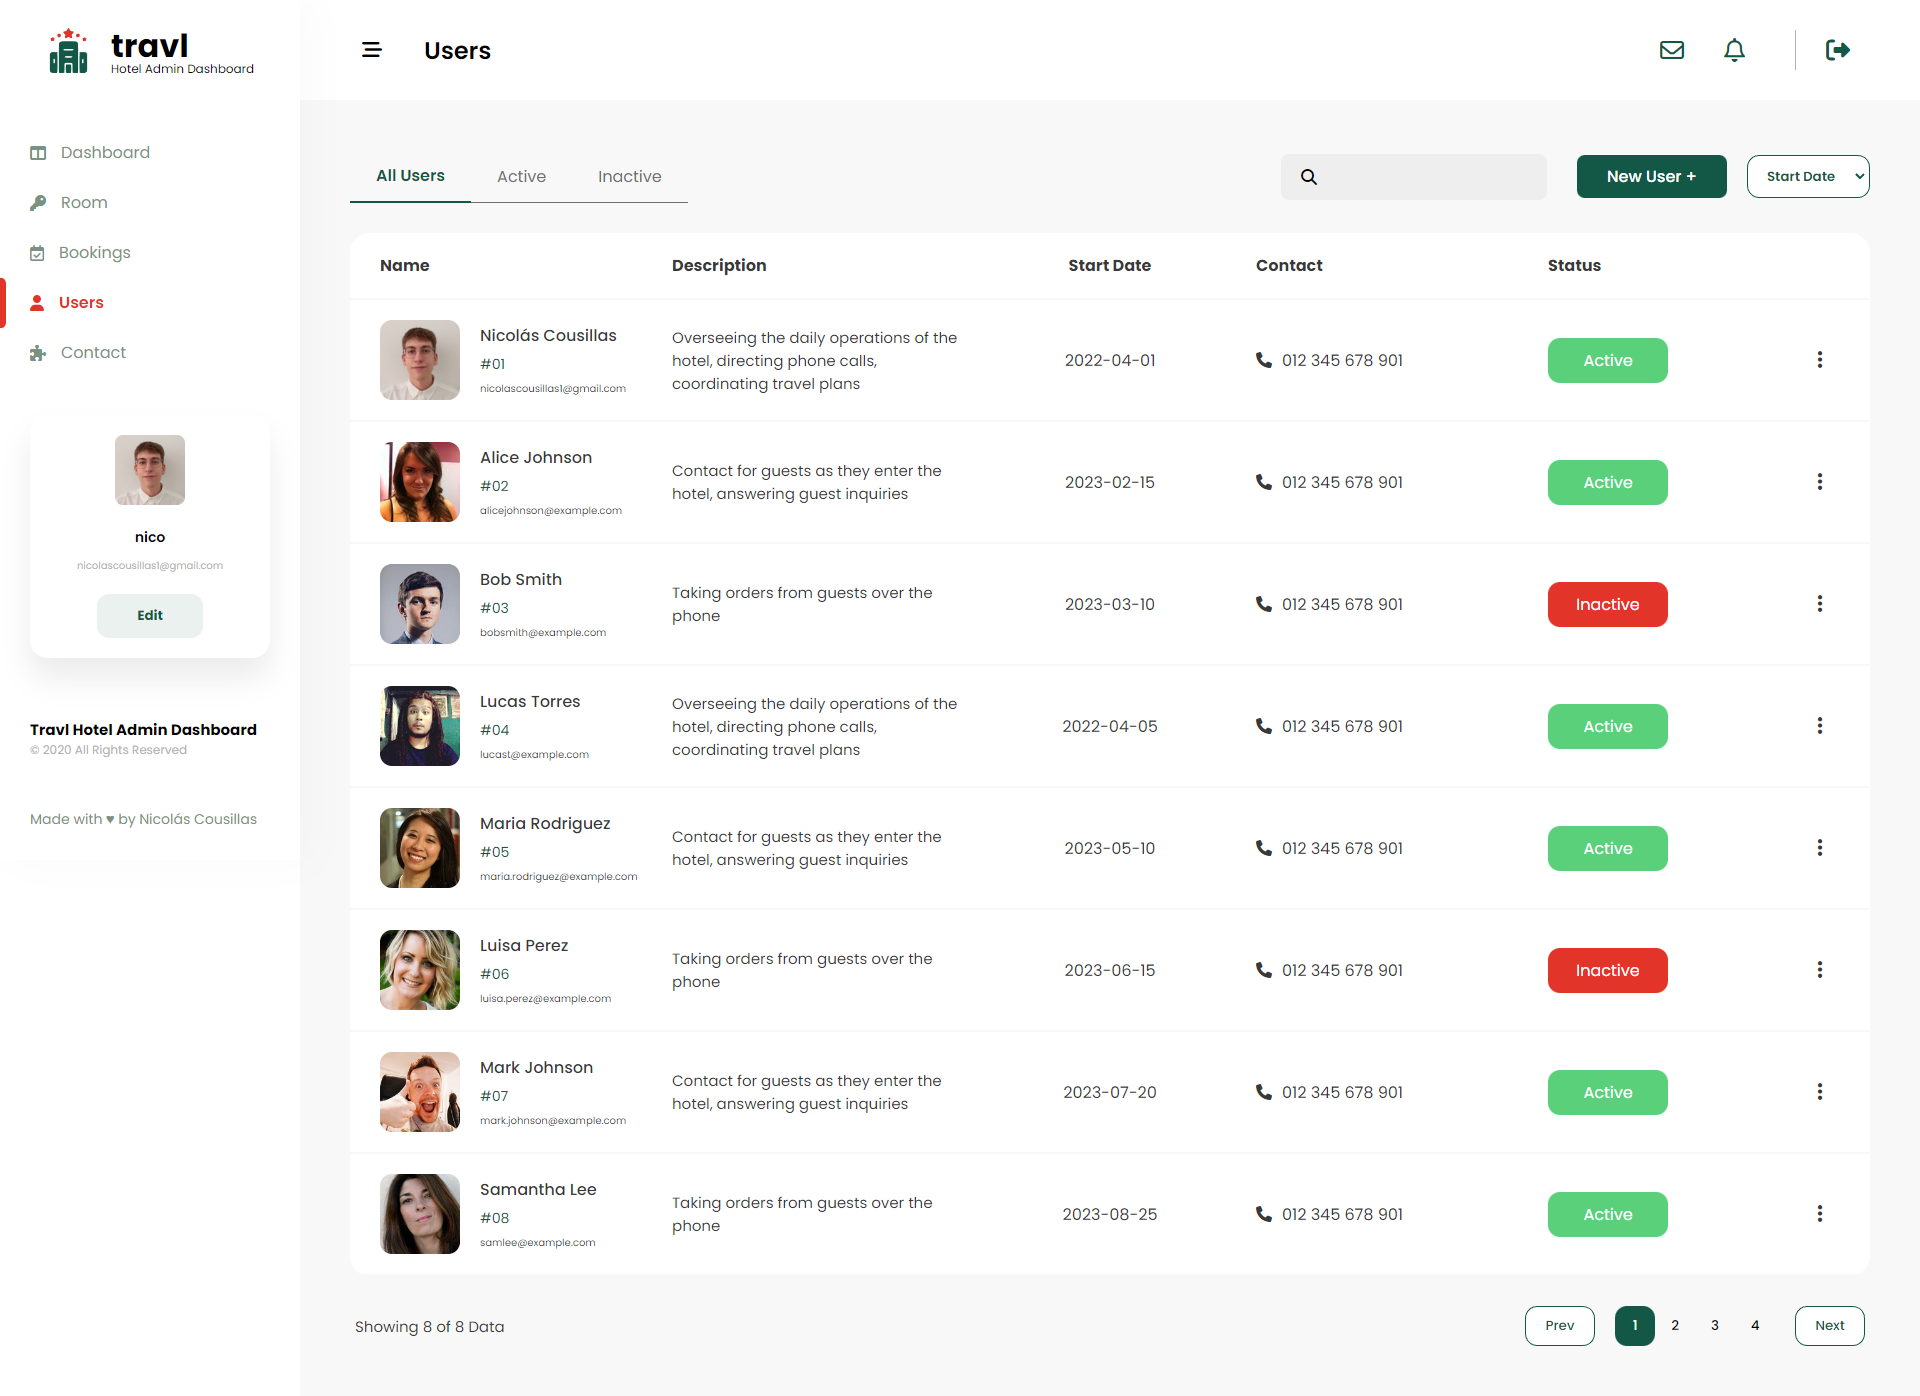 travl
Hotel Admin Dashboard
Users
Dashboard
Room
Bookings
Users
Contact
nico
nicolascousillas1@gmail.com
Edit
Travl Hotel Admin Dashboard
© 2020 All Rights Reserved
Made with ♥ by Nicolás Cousillas
All Users
Active
Inactive
New User +
Start Date
Name
Description
Start Date
Contact
Status
Nicolás Cousillas
#01
nicolascousillas1@gmail.com
Overseeing the daily operations of the
hotel, directing phone calls,
coordinating travel plans
2022-04-01
012 345 678 901
Active
Alice Johnson
#02
alicejohnson@example.com
Contact for guests as they enter the
hotel, answering guest inquiries
2023-02-15
012 345 678 901
Active
Bob Smith
#03
bobsmith@example.com
Taking orders from guests over the
phone
2023-03-10
012 345 678 901
Inactive
Lucas Torres
#04
lucast@example.com
Overseeing the daily operations of the
hotel, directing phone calls,
coordinating travel plans
2022-04-05
012 345 678 901
Active
Maria Rodriguez
#05
maria.rodriguez@example.com
Contact for guests as they enter the
hotel, answering guest inquiries
2023-05-10
012 345 678 901
Active
Luisa Perez
#06
luisa.perez@example.com
Taking orders from guests over the
phone
2023-06-15
012 345 678 901
Inactive
Mark Johnson
#07
mark.johnson@example.com
Contact for guests as they enter the
hotel, answering guest inquiries
2023-07-20
012 345 678 901
Active
Samantha Lee
#08
samlee@example.com
Taking orders from guests over the
phone
2023-08-25
012 345 678 901
Active
Showing 8 of 8 Data
Prev
1
2
3
4
Next